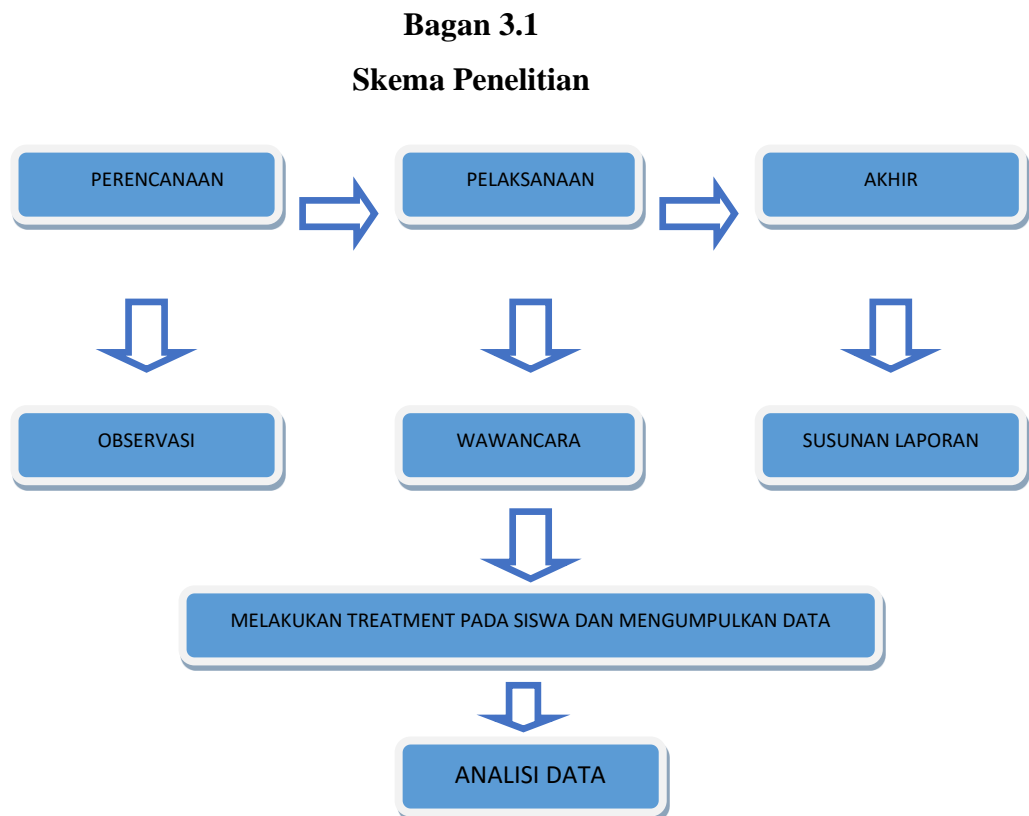 Bagan 3.1
Skema Penelitian
PERENCANAAN
PELAKSANAAN
AKHIR
OBSERVASI
WAWANCARA
SUSUNAN LAPORAN
MELAKUKAN TREATMENT PADA SISWA DAN MENGUMPULKAN DATA
ANALISI DATA